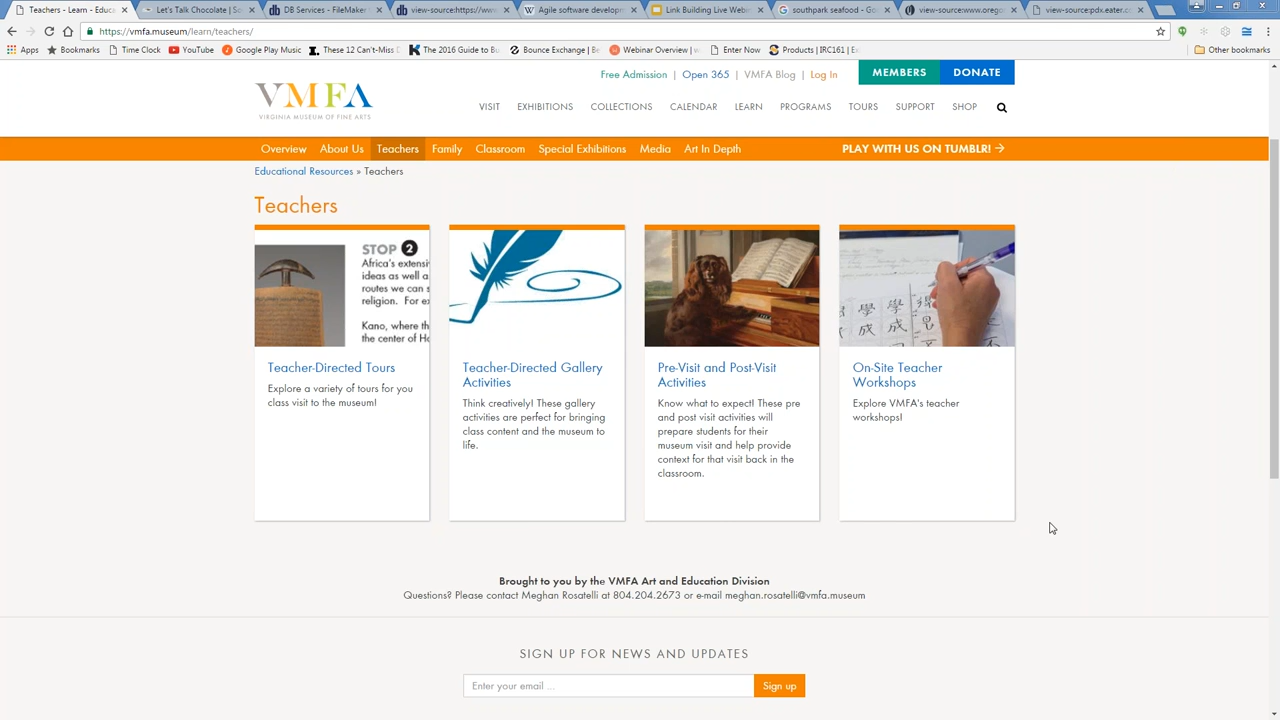 Teachers - Learn - Educa
Let's Talk Chocolate | So
DB Services - FileMaker
view-source:https://www.
Agile software developm
Link Building Live Webin
southpark seafood - Go
view-source:www.orego
view-source:pdx.eater.c
https://vmfa.museum/learn/teachers/
Apps
Bookmarks
Time Clock
YouTube
Google Play Music
These 12 Can't-Miss
The 2016 Guide to Bu
Bounce Exchange | Be
Webinar Overview | w
Enter Now
Products | IRC161 | Ex
Other bookmarks
Free Admission | Open 365 | VMFA Blog | Log In
MEMBERS
DONATE
VMFA
VIRGINIA MUSEUM OF FINE ARTS
VISIT EXHIBITIONS COLLECTIONS CALENDAR LEARN PROGRAMS TOURS SUPPORT SHOP
Overview About Us Teachers Family Classroom Special Exhibitions Media Art In Depth
PLAY WITH US ON TUMBLR! →
Educational Resources » Teachers
Teachers
STOP 2
Africa's extensi
ideas as well a
routes we can s
religion. For ex
Kano, where th
the center of Ha
學 學
成 成
Teacher-Directed Tours
Explore a variety of tours for you
class visit to the museum!
Teacher-Directed Gallery
Activities
Think creatively! These gallery
activities are perfect for bringing
class content and the museum to
life.
Pre-Visit and Post-Visit
Activities
Know what to expect! These pre
and post visit activities will
prepare students for their
museum visit and help provide
context for that visit back in the
classroom.
On-Site Teacher
Workshops
Explore VMFA's teacher
workshops!
Brought to you by the VMFA Art and Education Division
Questions? Please contact Meghan Rosatelli at 804.204.2673 or e-mail meghan.rosatelli@vmfa.museum
SIGN UP FOR NEWS AND UPDATES
Enter your email ...
Sign up